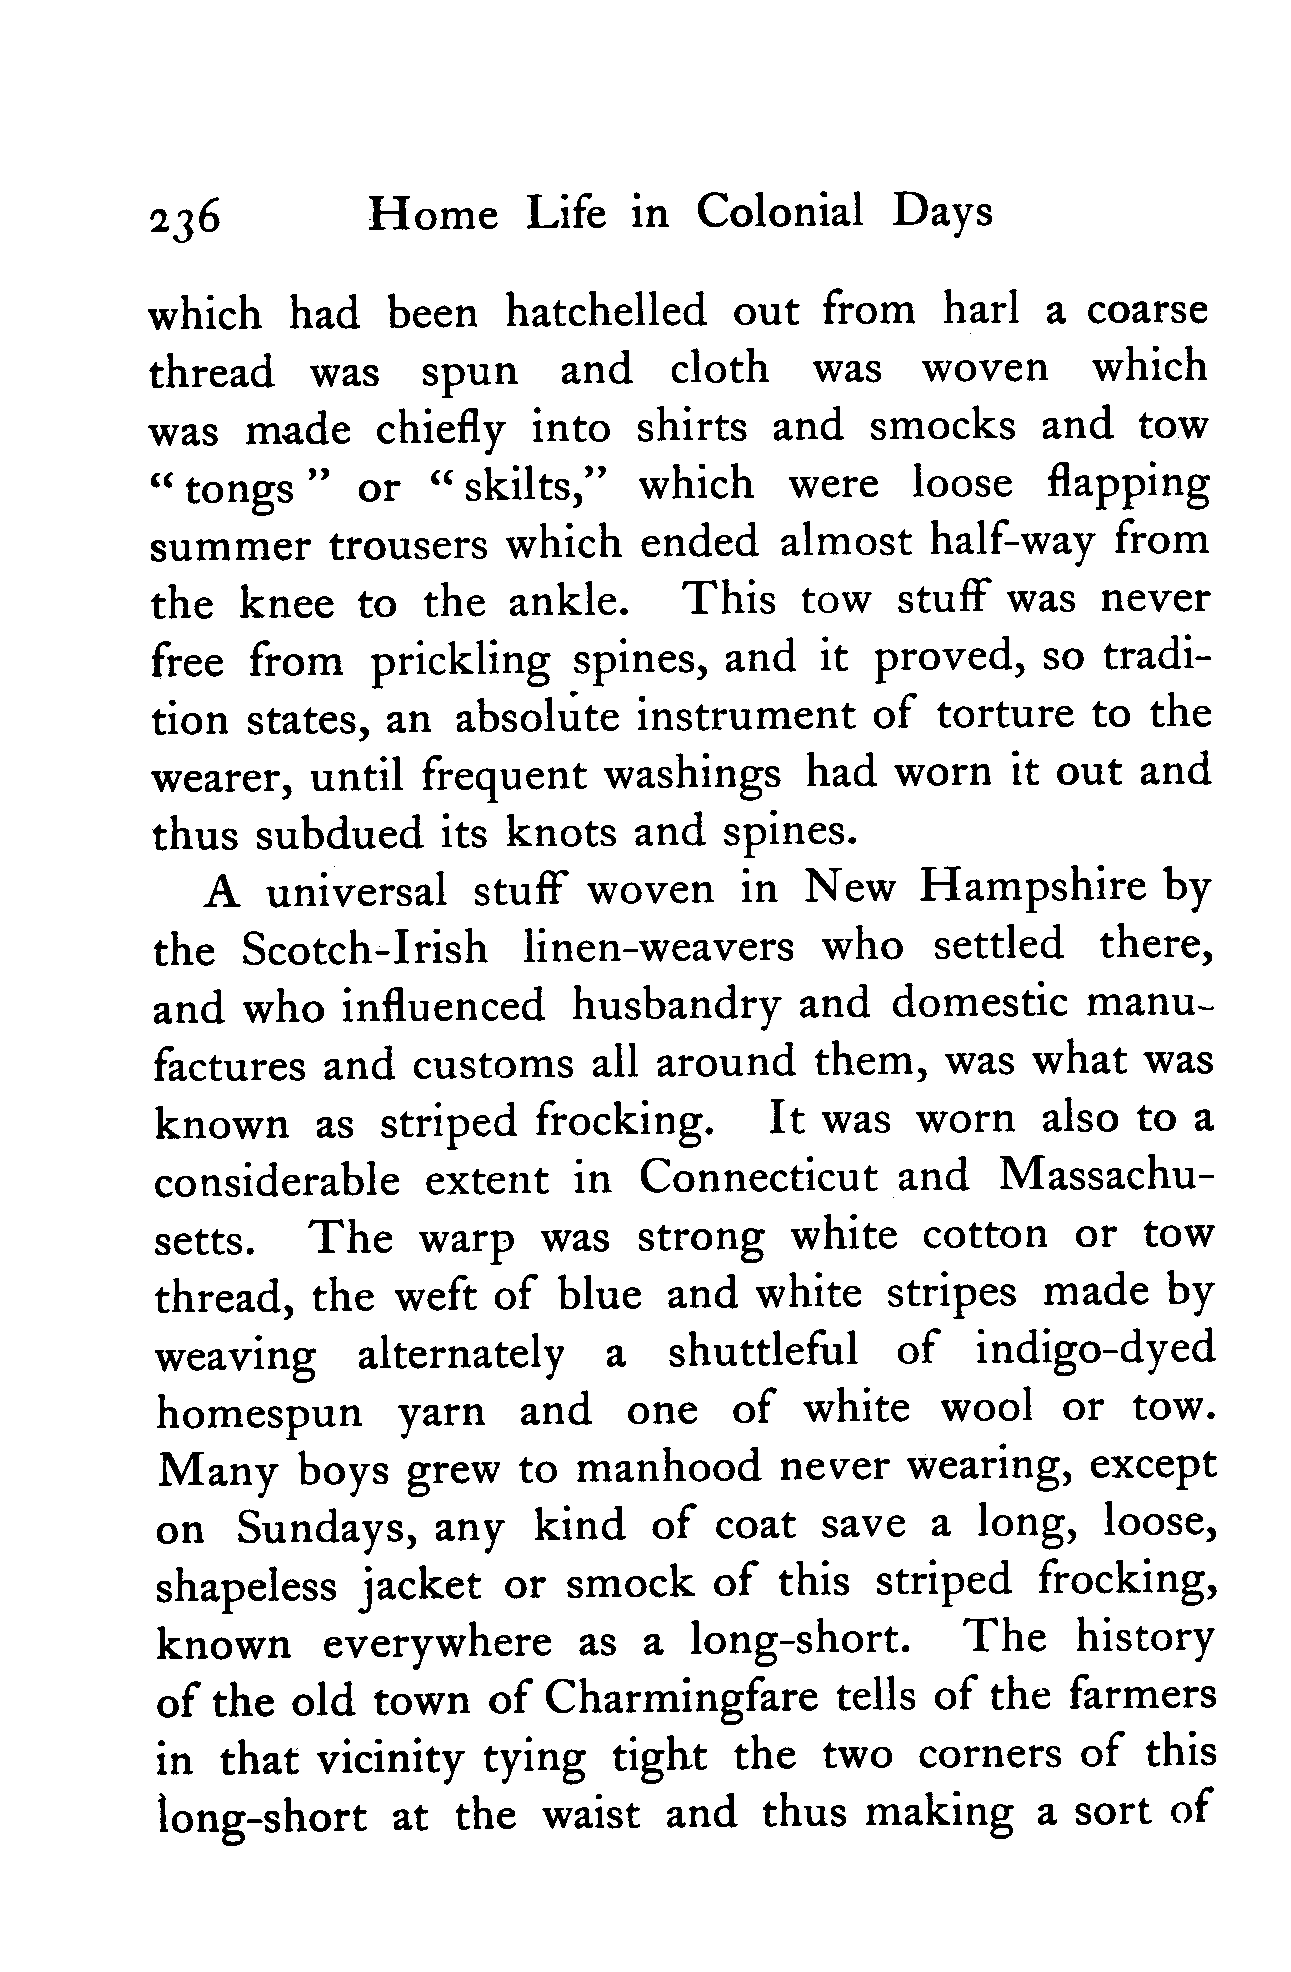 236 Home Life in Colonial Days
which had been hatchelled out from harl a coarse
thread was spun and cloth was woven which
was made chiefly into shirts and smocks and tow
“ tongs ” or “ skilts,” which were loose flapping
summer trousers which ended almost half-way from
the knee to the ankle. This tow stuff was never
free from prickling spines, and it proved, so tradi-
tion states, an absolute instrument of torture to the
wearer, until frequent washings had worn it out and
thus subdued its knots and spines.
A universal stuff woven in New Hampshire by
the Scotch-Irish linen-weavers who settled there,
and who influenced husbandry and domestic manu-
factures and customs all around them, was what was
known as striped frocking. It was worn also to a
considerable extent in Connecticut and Massachu-
setts. The warp was strong white cotton or tow
thread, the weft of blue and white stripes made by
weaving alternately a shuttleful of indigo-dyed
homespun yarn and one of white wool or tow.
Many boys grew to manhood never wearing, except
on Sundays, any kind of coat save a long, loose,
shapeless jacket or smock of this striped frocking,
known everywhere as a long-short. The history
of the old town of Charmingfare tells of the farmers
in that vicinity tying tight the two corners of this
long-short at the waist and thus making a sort of